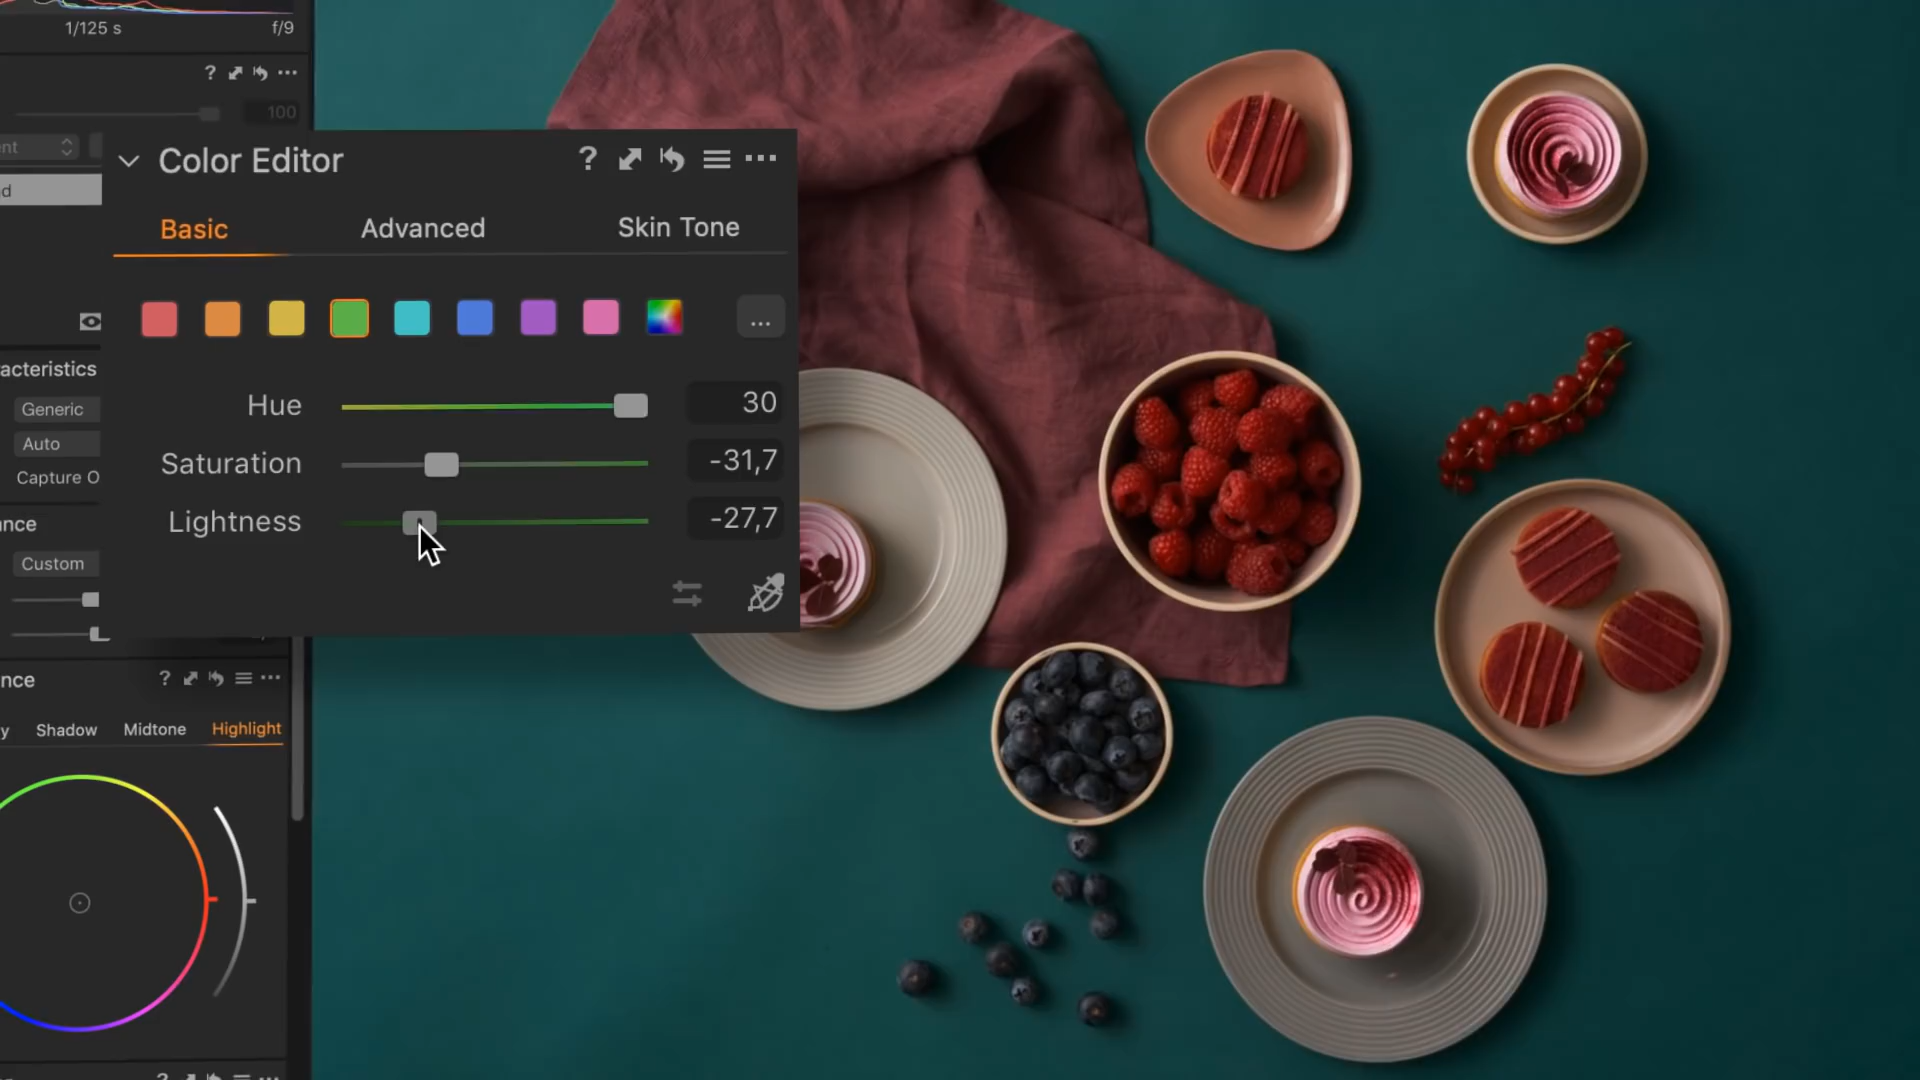 1/125 s
f/9
?
100
nt
d
Color Editor
?
Basic
Advanced
Skin Tone
...
Hue
30
Saturation
-31,7
Lightness
-27,7
acteristics
Generic
Auto
Capture O
nce
Custom
nce
?
y
Shadow
Midtone
Highlight
?